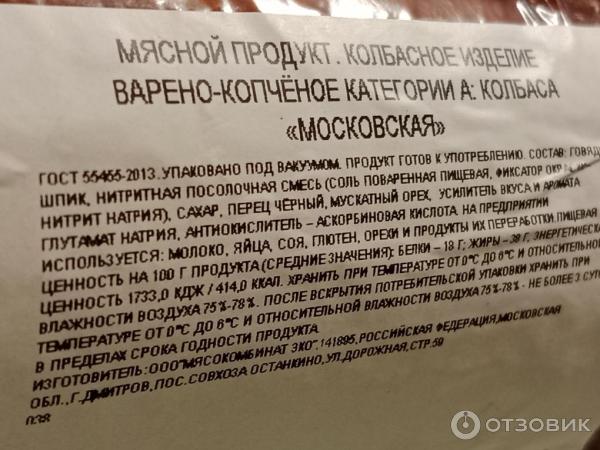 МЯСНОЙ ПРОДУКТ. КОЛБАСНОЕ ИЗДЕЛИЕ
ВАРЕНО-КОПЧЁНОЕ КАТЕГОРИИ А: КОЛБАСА
«МОСКОВСКАЯ»
ГОСТ 55455-2013. УПАКОВАНО ПОД ВАКУУМОМ. ПРОДУКТ ГОТОВ К УПОТРЕБЛЕНИЮ. СОСТАВ: ГОВЯД
ШПИК, НИТРИТНАЯ ПОСОЛОЧНАЯ СМЕСЬ (СОЛЬ ПОВАРЕННАЯ ПИЩЕВАЯ, ФИКСАТОР ОКРА
НИТРИТ НАТРИЯ), САХАР, ПЕРЕЦ ЧЁРНЫЙ, МУСКАТНЫЙ ОРЕХ, УСИЛИТЕЛЬ ВКУСА И АРОМАТА
ГЛУТАМАТ НАТРИЯ, АНТИОКИСЛИТЕЛЬ – АСКОРБИНОВАЯ КИСЛОТА. НА ПРЕДПРИЯТИИ
ИСПОЛЬЗУЕТСЯ: МОЛОКО, ЯЙЦА, СОЯ, ГЛЮТЕН, ОРЕХИ И ПРОДУКТЫ ИХ ПЕРЕРАБОТКИ. ПИЩЕВАЯ
ЦЕННОСТЬ НА 100 Г ПРОДУКТА (СРЕДНИЕ ЗНАЧЕНИЯ): БЕЛКИ – 18 Г; ЖИРЫ – 38 Г, ЭНЕРГЕТИЧЕСКА
ЦЕННОСТЬ 1733,0 КДЖ / 414,0 ККАЛ. ХРАНИТЬ ПРИ ТЕМПЕРАТУРЕ ОТ 0°С ДО 6°С И ОТНОСИТЕЛЬНОЙ
ВЛАЖНОСТИ ВОЗДУХА 75%-78%. ПОСЛЕ ВСКРЫТИЯ ПОТРЕБИТЕЛЬСКОЙ УПАКОВКИ ХРАНИТЬ ПРИ
ТЕМПЕРАТУРЕ ОТ 0°С ДО 6°С И ОТНОСИТЕЛЬНОЙ ВЛАЖНОСТИ ВОЗДУХА 75%-78% - НЕ БОЛЕЕ 3 СУТО
В ПРЕДЕЛАХ СРОКА ГОДНОСТИ ПРОДУКТА.
ИЗГОТОВИТЕЛЬ: ООО "МЯСОКОМБИНАТ ЭКО", 141895, РОССИЙСКАЯ ФЕДЕРАЦИЯ, МОСКОВСКАЯ
ОБЛ., Г. ДМИТРОВ, ПОС. СОВХОЗА ОСТАНКИНО, УЛ. ДОРОЖНАЯ, СТР. 59
038
ОТЗОВИК